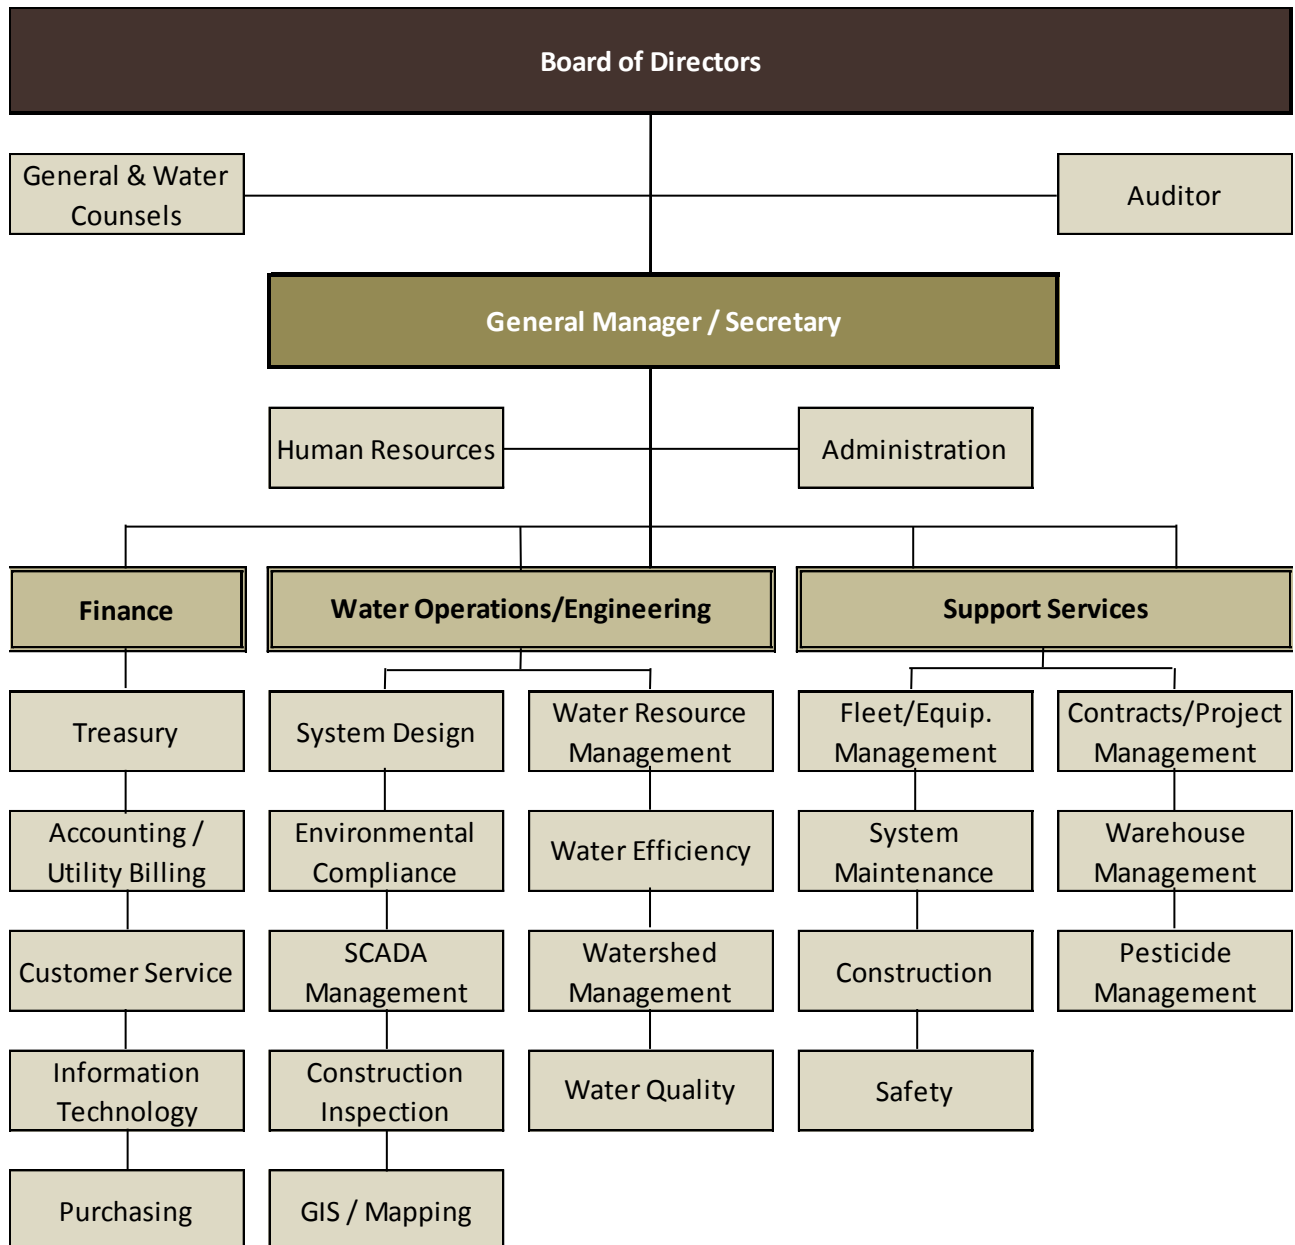 Board of Directors
General & Water
Counsels
Auditor
General Manager / Secretary
Human Resources
Administration
Finance
Water Operations/Engineering
Support Services
Treasury
System Design
Water Resource
Management
Fleet/Equip.
Management
Contracts/Project
Management
Accounting /
Utility Billing
Environmental
Compliance
Water Efficiency
System
Maintenance
Warehouse
Management
Customer Service
SCADA
Management
Watershed
Management
Construction
Pesticide
Management
Information
Technology
Construction
Inspection
Water Quality
Safety
Purchasing
GIS / Mapping